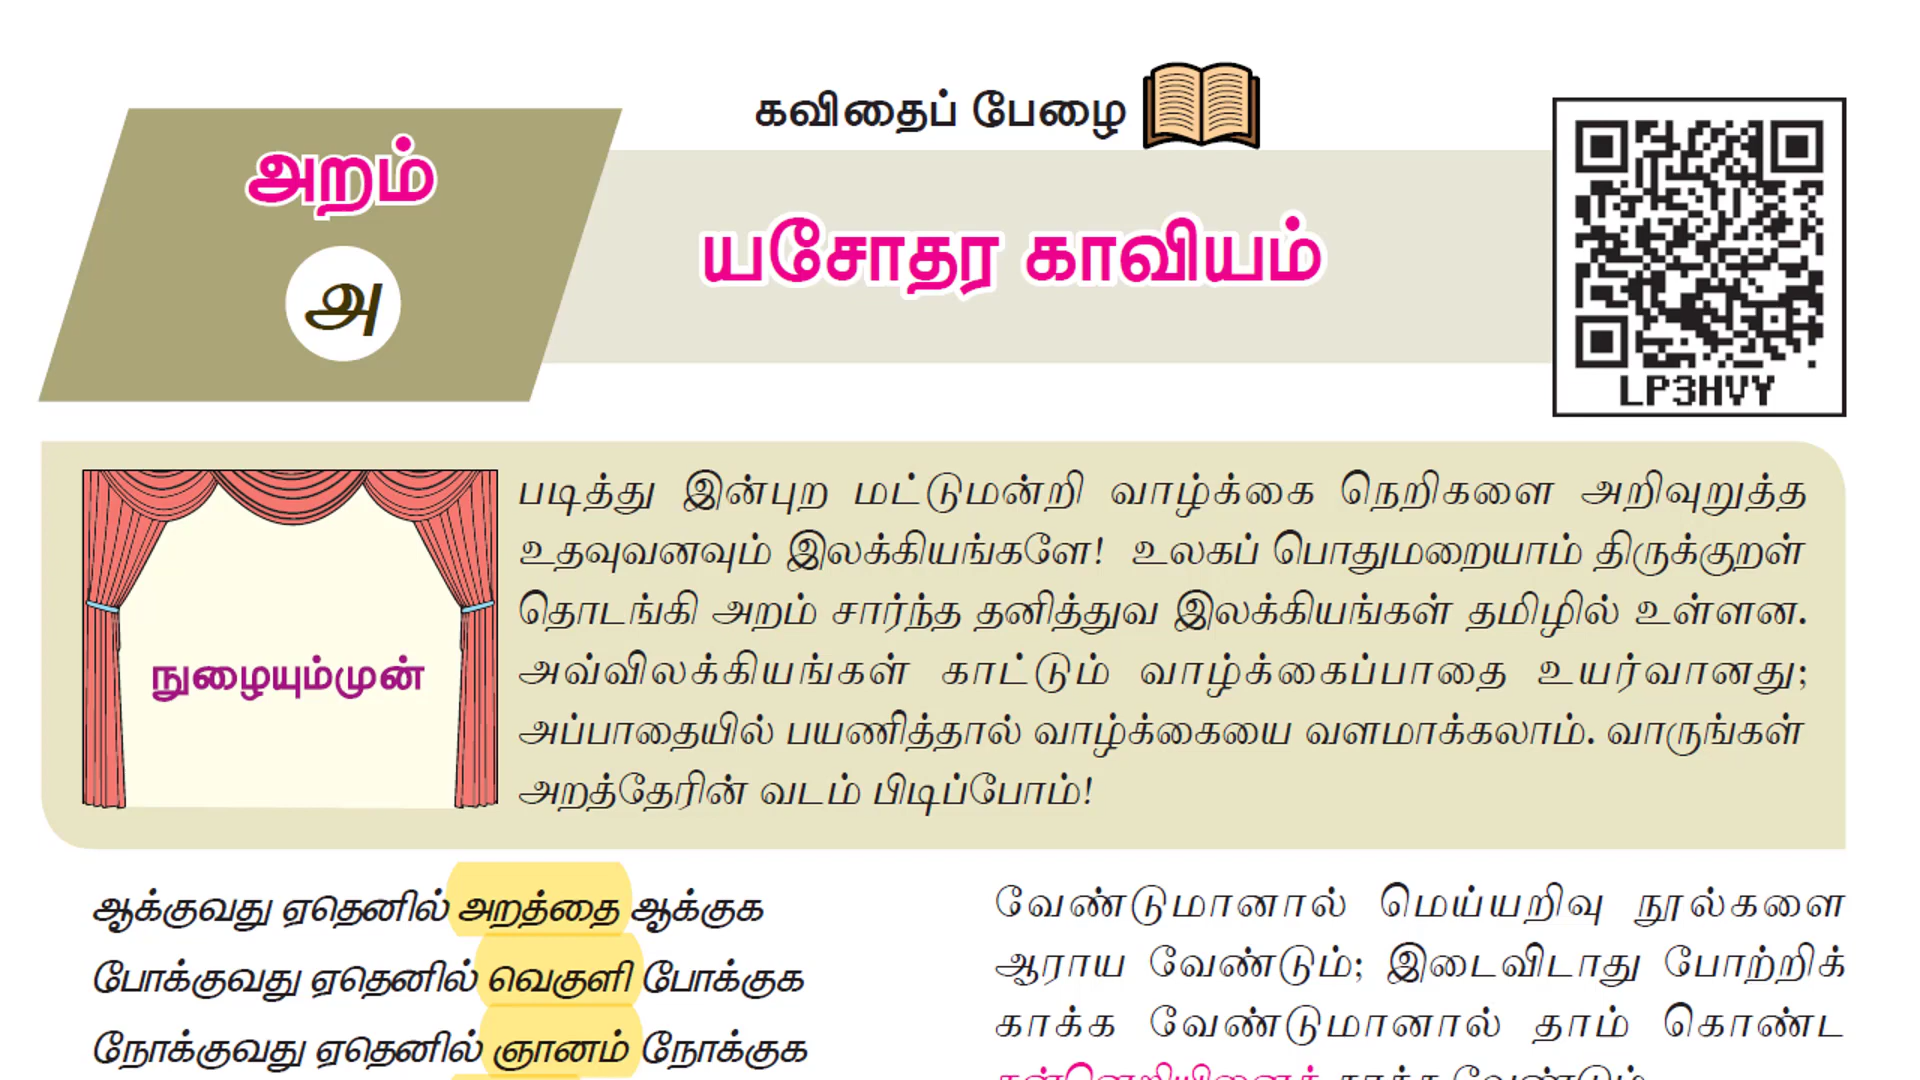 கவிதைப் பேழை
அறம்
அ
யசோதர காவியம்
LP3HVY
நுழையும்முன்
படித்து இன்புற மட்டுமன்றி வாழ்க்கை நெறிகளை அறிவுறுத்த
உதவுவனவும் இலக்கியங்களே! உலகப் பொதுமறையாம் திருக்குறள்
தொடங்கி அறம் சார்ந்த தனித்துவ இலக்கியங்கள் தமிழில் உள்ளன.
அவ்விலக்கியங்கள் காட்டும் வாழ்க்கைப்பாதை உயர்வானது;
அப்பாதையில் பயணித்தால் வாழ்க்கையை வளமாக்கலாம். வாருங்கள்
அறத்தேரின் வடம் பிடிப்போம்!
ஆக்குவது ஏதெனில் அறத்தை ஆக்குக
போக்குவது ஏதெனில் வெகுளி போக்குக
நோக்குவது ஏதெனில் ஞானம் நோக்குக
வேண்டுமானால் மெய்யறிவு நூல்களை
ஆராய வேண்டும்; இடைவிடாது போற்றிக்
காக்க வேண்டுமானால் தாம் கொண்ட
நன்னெறியினைக் காக்க வேண்டும்.